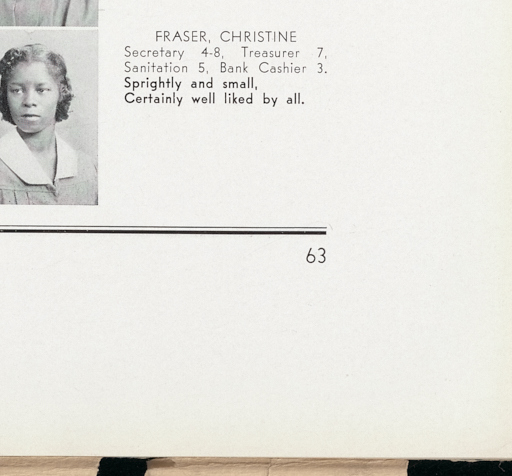 FRASER, CHRISTINE
Secretary 4-8, Treasurer 7,
Sanitation 5, Bank Cashier 3.
Sprightly and small,
Certainly well liked by all.
63